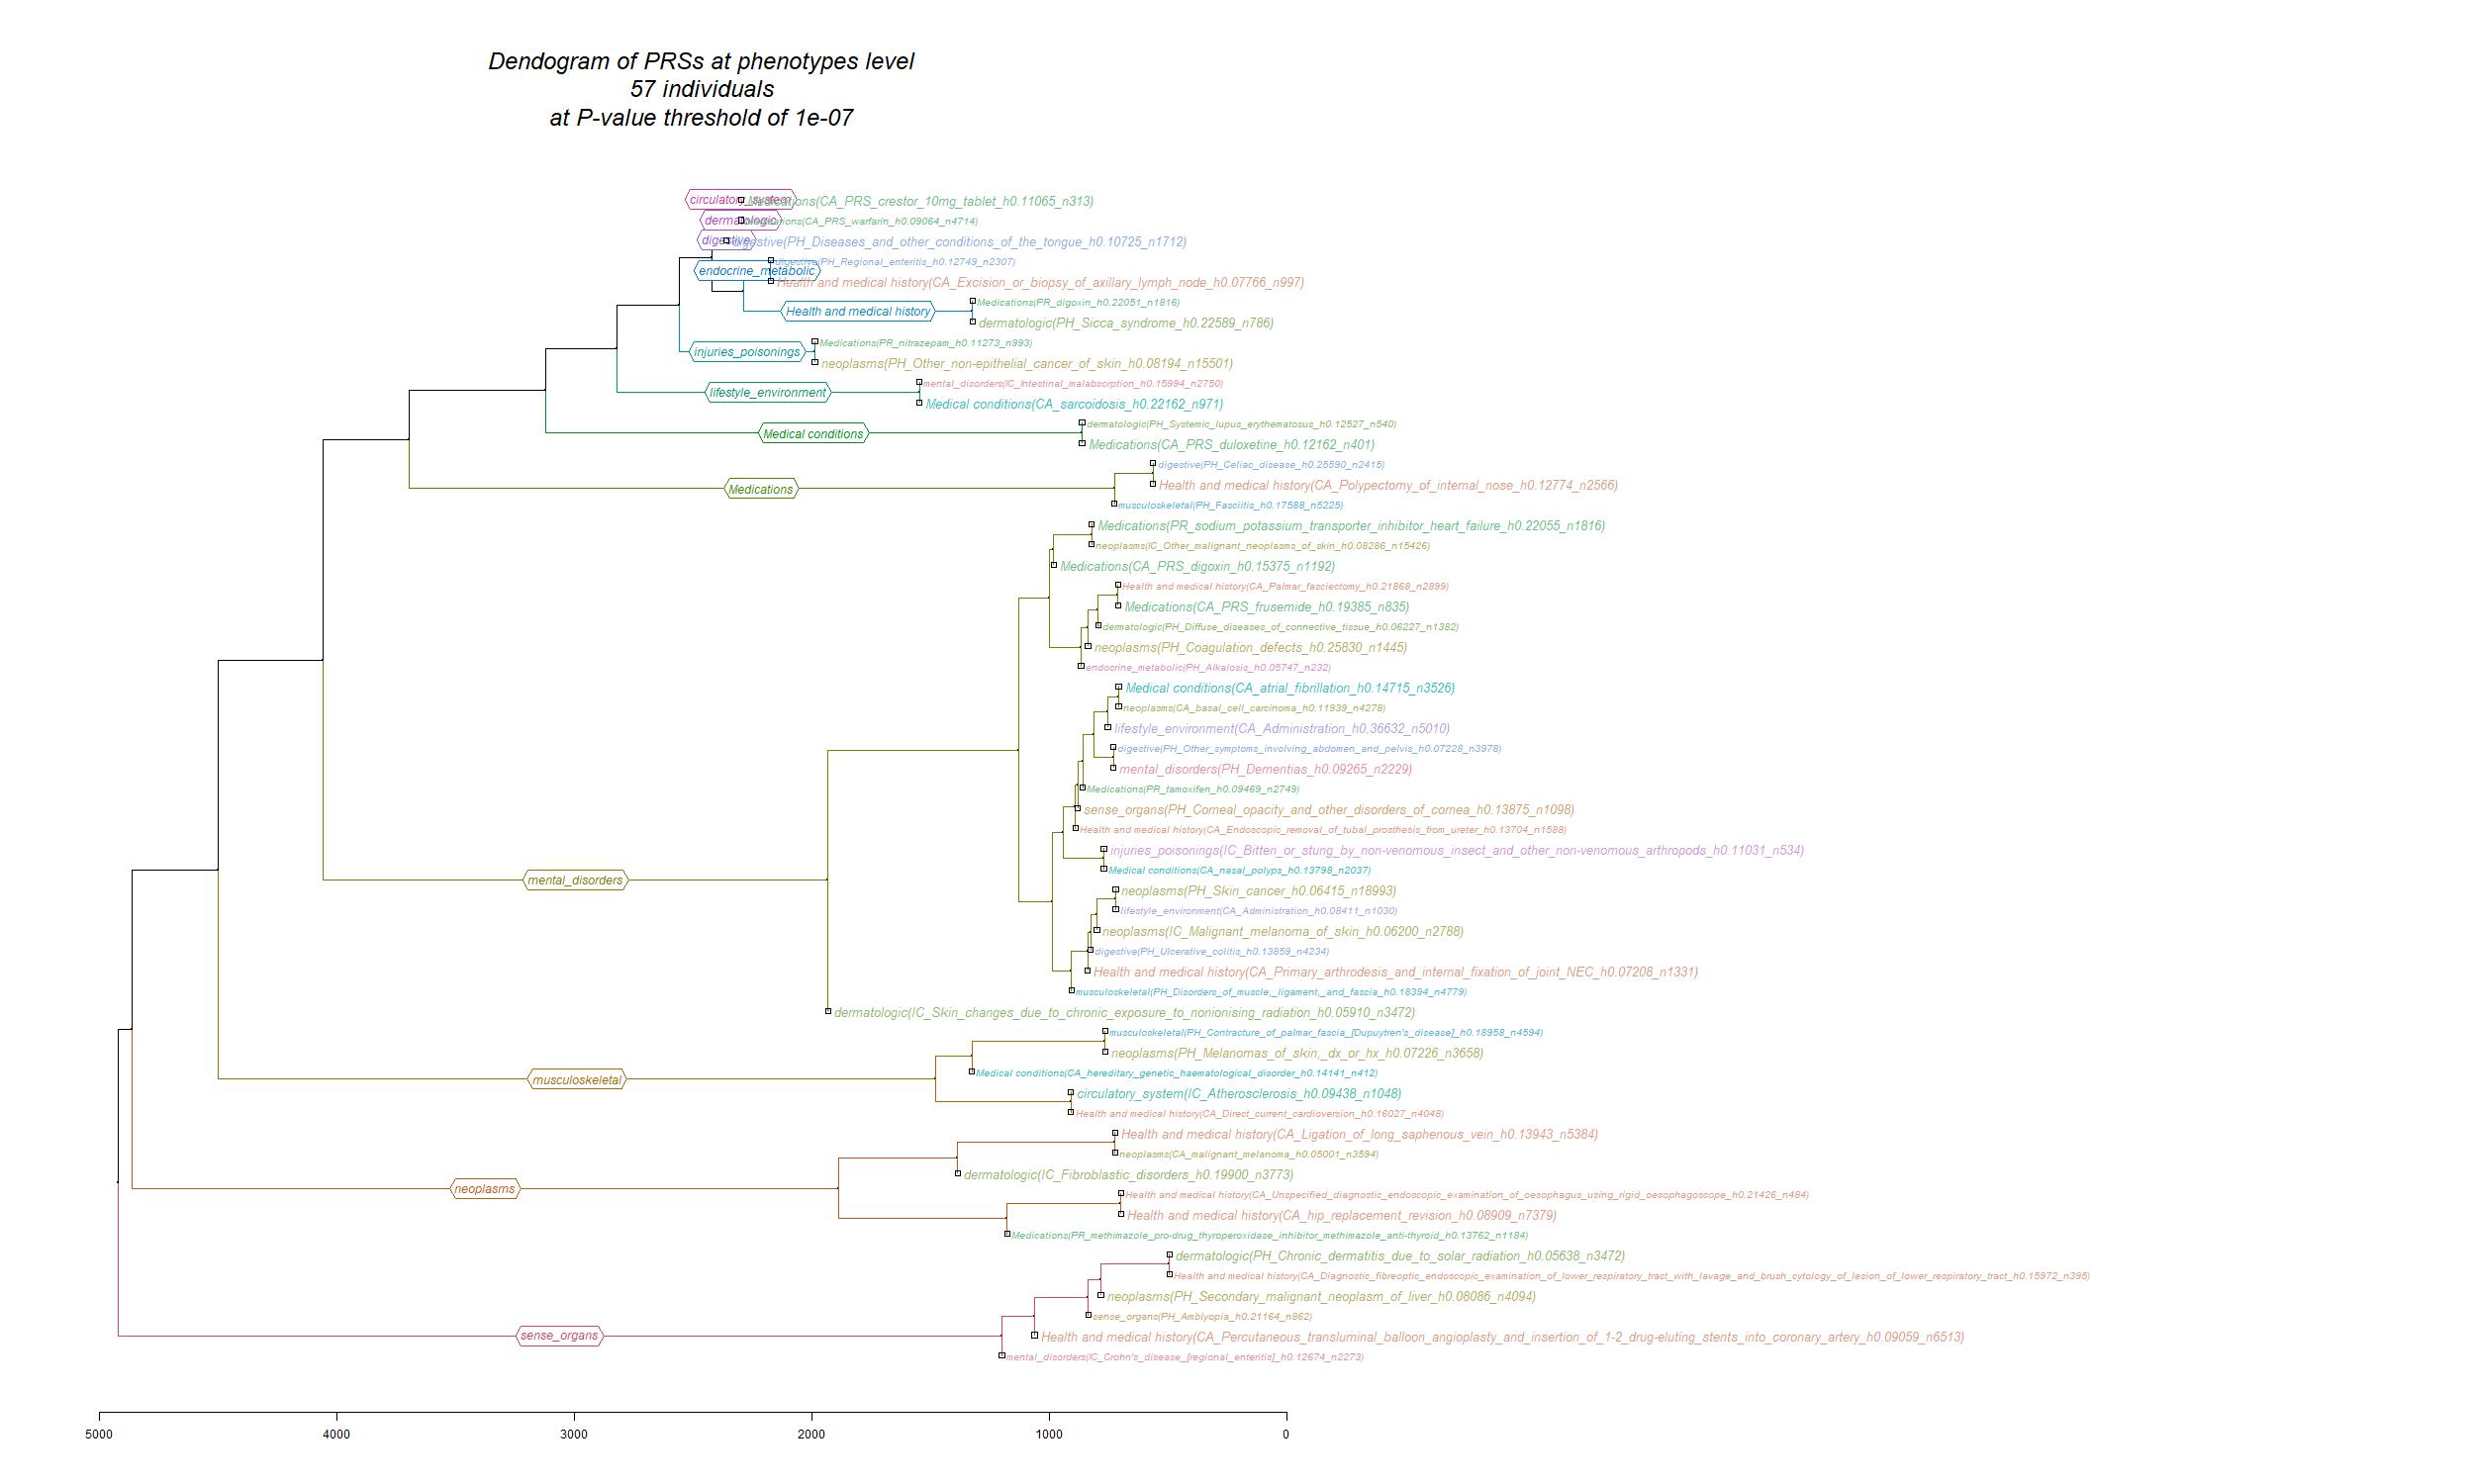 Dendogram of PRSs at phenotypes level
57 individuals
at P-value threshold of 1e-07
circulatory_system
Medications(CA_PRS_crestor_10mg_tablet_h0.11065_n313)
dermatologic
Medications(CA_PRS_warfarin_h0.09064_n4714)
digestive
digestive(PH_Diseases_and_other_conditions_of_the_tongue_h0.10725_n1712)
digestive(PH_Regional_enteritis_h0.12749_n2307)
endocrine_metabolic
Health and medical history(CA_Excision_or_biopsy_of_axillary_lymph_node_h0.07766_n997)
Medications(PR_digoxin_h0.22051_n1816)
Health and medical history
dermatologic(PH_Sicca_syndrome_h0.22589_n786)
Medications(PR_nitrazepam_h0.11273_n993)
injuries_poisonings
neoplasms(PH_Other_non-epithelial_cancer_of_skin_h0.08194_n15501)
mental_disorders(IC_Intestinal_malabsorption_h0.15994_n2750)
lifestyle_environment
Medical conditions(CA_sarcoidosis_h0.22162_n971)
dermatologic(PH_Systemic_lupus_erythematosus_h0.12527_n540)
Medical conditions
Medications(CA_PRS_duloxetine_h0.12162_n401)
digestive(PH_Celiac_disease_h0.25590_n2415)
Medications
Health and medical history(CA_Polypectomy_of_internal_nose_h0.12774_n2566)
musculoskeletal(PH_Fasciitis_h0.17588_n5225)
Medications(PR_sodium_potassium_transporter_inhibitor_heart_failure_h0.22055_n1816)
neoplasms(IC_Other_malignant_neoplasms_of_skin_h0.08286_n15426)
Medications(CA_PRS_digoxin_h0.15375_n1192)
Health and medical history(CA_Palmar_fasciectomy_h0.21868_n2899)
Medications(CA_PRS_frusemide_h0.19385_n835)
dermatologic(PH_Diffuse_diseases_of_connective_tissue_h0.06227_n1382)
neoplasms(PH_Coagulation_defects_h0.25830_n1445)
endocrine_metabolic(PH_Alkalosis_h0.05747_n232)
Medical conditions(CA_atrial_fibrillation_h0.14715_n3526)
neoplasms(CA_basal_cell_carcinoma_h0.11939_n4278)
lifestyle_environment(CA_Administration_h0.36632_n5010)
digestive(PH_Other_symptoms_involving_abdomen_and_pelvis_h0.07228_n3978)
mental_disorders(PH_Dementias_h0.09265_n2229)
Medications(PR_tamoxifen_h0.09469_n2749)
sense_organs(PH_Corneal_opacity_and_other_disorders_of_cornea_h0.13875_n1098)
Health and medical history(CA_Endoscopic_removal_of_tubal_prosthesis_from_ureter_h0.13704_n1588)
injuries_poisonings(IC_Bitten_or_stung_by_non-venomous_insect_and_other_non-venomous_arthropods_h0.11031_n534)
Medical conditions(CA_nasal_polyps_h0.13798_n2037)
mental_disorders
neoplasms(PH_Skin_cancer_h0.06415_n18993)
lifestyle_environment(CA_Administration_h0.08411_n1030)
neoplasms(IC_Malignant_melanoma_of_skin_h0.06200_n2788)
digestive(PH_Ulcerative_colitis_h0.13859_n4234)
Health and medical history(CA_Primary_arthrodesis_and_internal_fixation_of_joint_NEC_h0.07208_n1331)
musculoskeletal(PH_Disorders_of_muscle,_ligament,_and_fascia_h0.18394_n4779)
dermatologic(IC_Skin_changes_due_to_chronic_exposure_to_nonionising_radiation_h0.05910_n3472)
musculoskeletal(PH_Contracture_of_palmar_fascia_[Dupuytren's_disease]_h0.18958_n4594)
neoplasms(PH_Melanomas_of_skin,_dx_or_hx_h0.07226_n3658)
Medical conditions(CA_hereditary_genetic_haematological_disorder_h0.14141_n412)
musculoskeletal
circulatory_system(IC_Atherosclerosis_h0.09438_n1048)
Health and medical history(CA_Direct_current_cardioversion_h0.16027_n4048)
Health and medical history(CA_Ligation_of_long_saphenous_vein_h0.13943_n5384)
neoplasms(CA_malignant_melanoma_h0.05001_n3594)
dermatologic(IC_Fibroblastic_disorders_h0.19900_n3773)
neoplasms
Health and medical history(CA_Unspecified_diagnostic_endoscopic_examination_of_oesophagus_using_rigid_oesophagoscope_h0.21426_n484)
Health and medical history(CA_hip_replacement_revision_h0.08909_n7379)
Medications(PR_methimazole_pro-drug_thyroperoxidase_inhibitor_methimazole_anti-thyroid_h0.13762_n1184)
dermatologic(PH_Chronic_dermatitis_due_to_solar_radiation_h0.05638_n3472)
Health and medical history(CA_Diagnostic_fibreoptic_endoscopic_examination_of_lower_respiratory_tract_with_lavage_and_brush_cytology_of_lesion_of_lower_respiratory_tract_h0.15972_n395)
neoplasms(PH_Secondary_malignant_neoplasm_of_liver_h0.08086_n4094)
sense_organs(PH_Amblyopia_h0.21164_n862)
sense_organs
Health and medical history(CA_Percutaneous_transluminal_balloon_angioplasty_and_insertion_of_1-2_drug-eluting_stents_into_coronary_artery_h0.09059_n6513)
mental_disorders(IC_Crohn's_disease_[regional_enteritis]_h0.12674_n2273)
5000 4000 3000 2000 1000 0